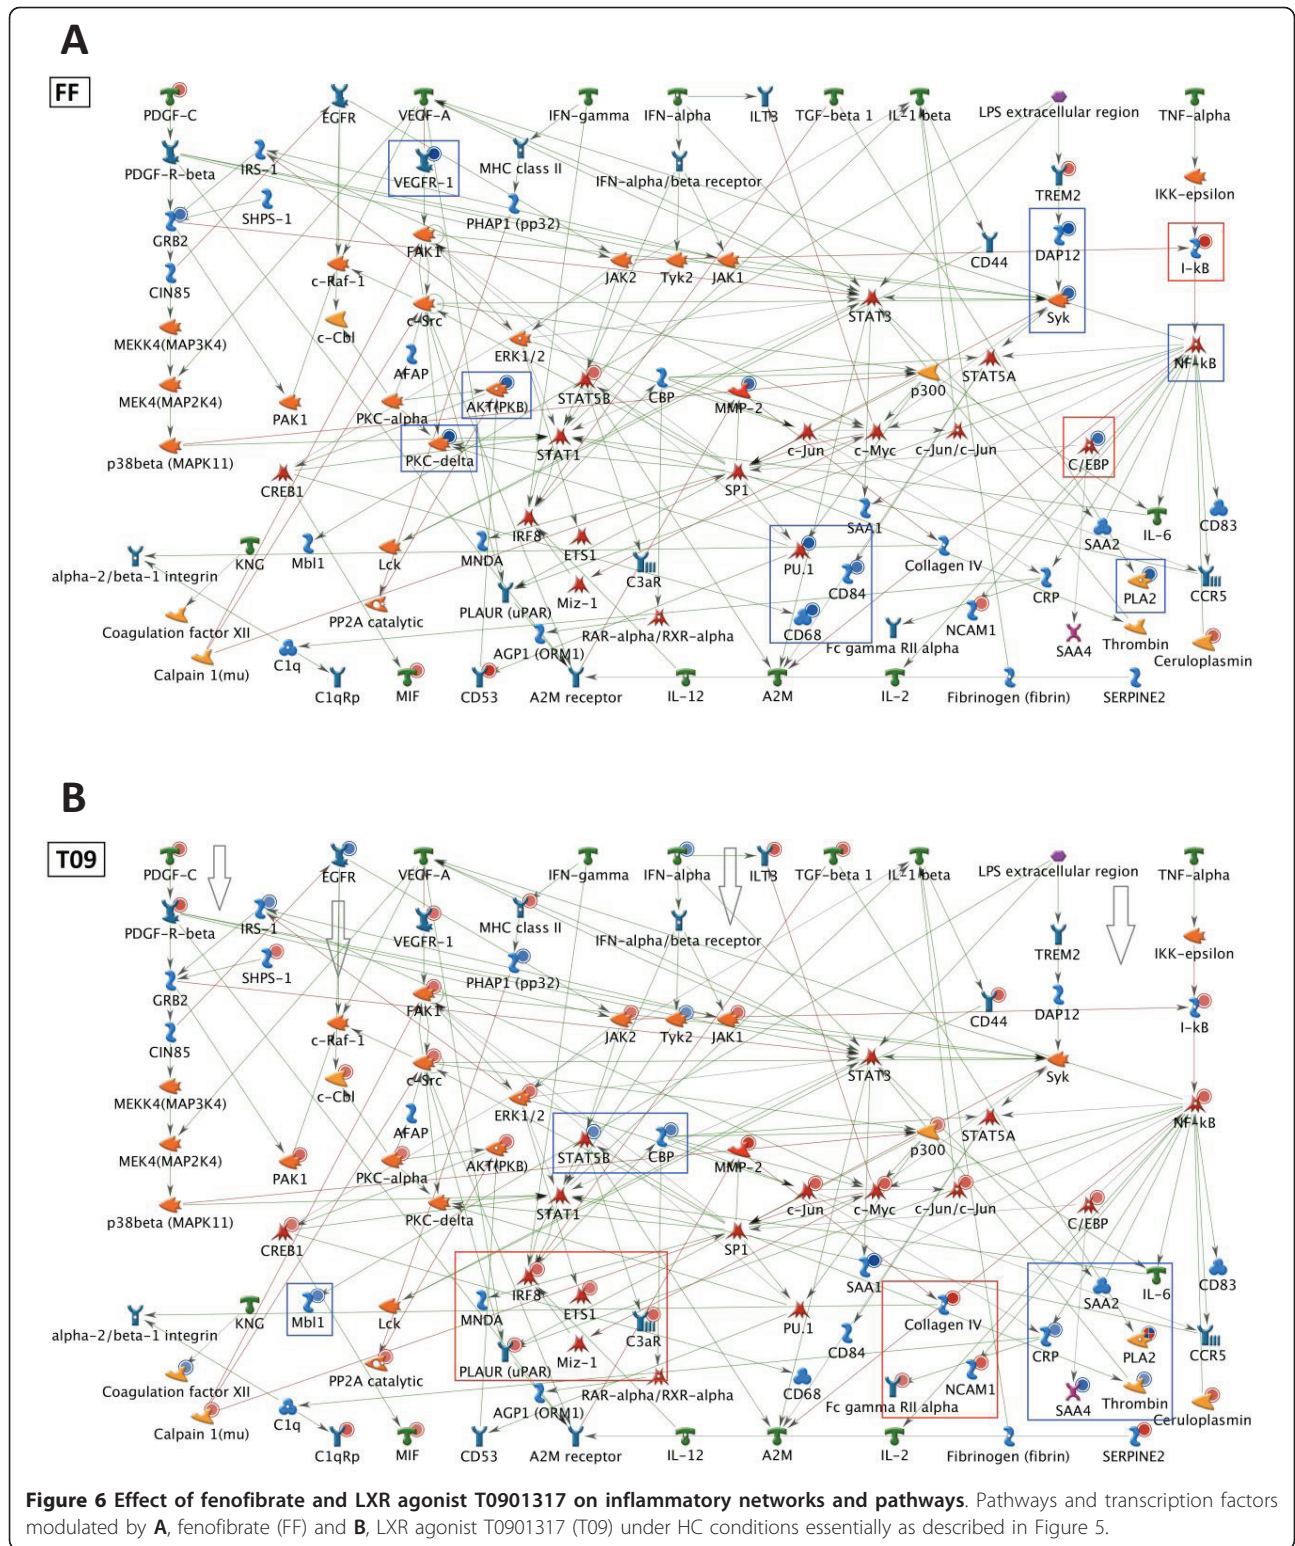 A
FF
PDGF-C EGFR VEGF-A IFN-gamma IFN-alpha ILT3 TGF-beta 1 IL-1 beta LPS extracellular region TNF-alpha
PDGF-R-beta IRS-1 VEGFR-1 MHC class II IFN-alpha/beta receptor TREM2 IKK-epsilon
GRB2 SHPS-1 FAK1 PHAP1 (pp32) CD44 DAP12 I-kB
CIN85 c-Raf-1 JAK2 Tyk2 JAK1
c-Src STAT3 Syk
MEKK4(MAP3K4) c-Cbl ERK1/2 NF-kB
AFAP STAT5A
MEK4(MAP2K4) PAK1 PKC-alpha AKT(PKB) STAT5B CBP MMP-2 p300
p38beta (MAPK11) PKC-delta STAT1 c-Jun c-Myc c-Jun/c-Jun C/EBP
CREB1 SP1
IRF8 SAA1 SAA2 IL-6 CD83
alpha-2/beta-1 integrin KNG Mbl1 Lck MNDA ETS1 C3aR PU.1 Collagen IV
PLAUR (uPAR) Miz-1 CD84 CRP PLA2 CCR5
Coagulation factor XII PP2A catalytic RAR-alpha/RXR-alpha CD68 Fc gamma RII alpha NCAM1 SAA4 Thrombin
Calpain 1(mu) C1q AGP1 (ORM1) Ceruloplasmin
C1qRp MIF CD53 A2M receptor IL-12 A2M IL-2 Fibrinogen (fibrin) SERPINE2
B
T09
PDGF-C EGFR VEGF-A IFN-gamma IFN-alpha ILT3 TGF-beta 1 IL-1 beta LPS extracellular region TNF-alpha
PDGF-R-beta IRS-1 VEGFR-1 MHC class II IFN-alpha/beta receptor TREM2 IKK-epsilon
GRB2 SHPS-1 FAK1 PHAP1 (pp32) CD44 DAP12 I-kB
CIN85 c-Raf-1 JAK2 Tyk2 JAK1
c-Src STAT3 Syk
MEKK4(MAP3K4) c-Cbl ERK1/2 NF-kB
AFAP STAT5A
MEK4(MAP2K4) PAK1 PKC-alpha AKT(PKB) STAT5B CBP MMP-2 p300
p38beta (MAPK11) PKC-delta STAT1 c-Jun c-Myc c-Jun/c-Jun C/EBP
CREB1 SP1
IRF8 SAA1 SAA2 IL-6 CD83
alpha-2/beta-1 integrin KNG Mbl1 Lck MNDA ETS1 C3aR PU.1 Collagen IV
PLAUR (uPAR) Miz-1 CD84 CRP PLA2 CCR5
Coagulation factor XII PP2A catalytic RAR-alpha/RXR-alpha CD68 Fc gamma RII alpha NCAM1 SAA4 Thrombin
Calpain 1(mu) C1q AGP1 (ORM1) Ceruloplasmin
C1qRp MIF CD53 A2M receptor IL-12 A2M IL-2 Fibrinogen (fibrin) SERPINE2
Figure 6 Effect of fenofibrate and LXR agonist T0901317 on inflammatory networks and pathways. Pathways and transcription factors
modulated by A, fenofibrate (FF) and B, LXR agonist T0901317 (T09) under HC conditions essentially as described in Figure 5.